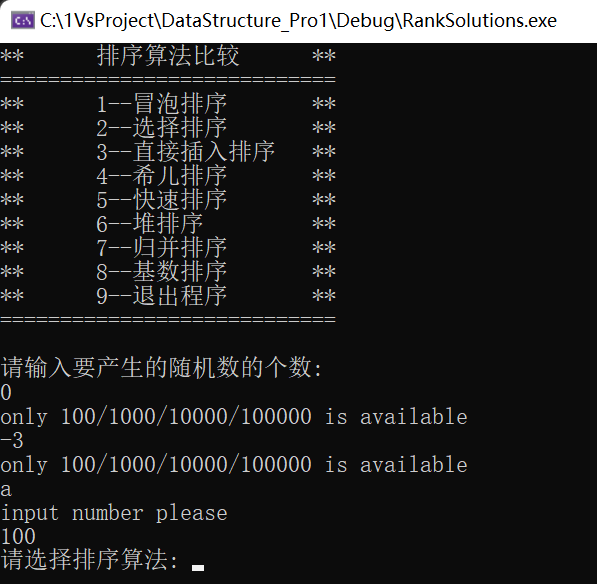 C:\1VsProject\DataStructure_Pro1\Debug\RankSolutions.exe
** 排序算法比较 **
============================
** 1--冒泡排序 **
** 2--选择排序 **
** 3--直接插入排序 **
** 4--希儿排序 **
** 5--快速排序 **
** 6--堆排序 **
** 7--归并排序 **
** 8--基数排序 **
** 9--退出程序 **
============================
请输入要产生的随机数的个数:
0
only 100/1000/10000/100000 is available
-3
only 100/1000/10000/100000 is available
a
input number please
100
请选择排序算法: